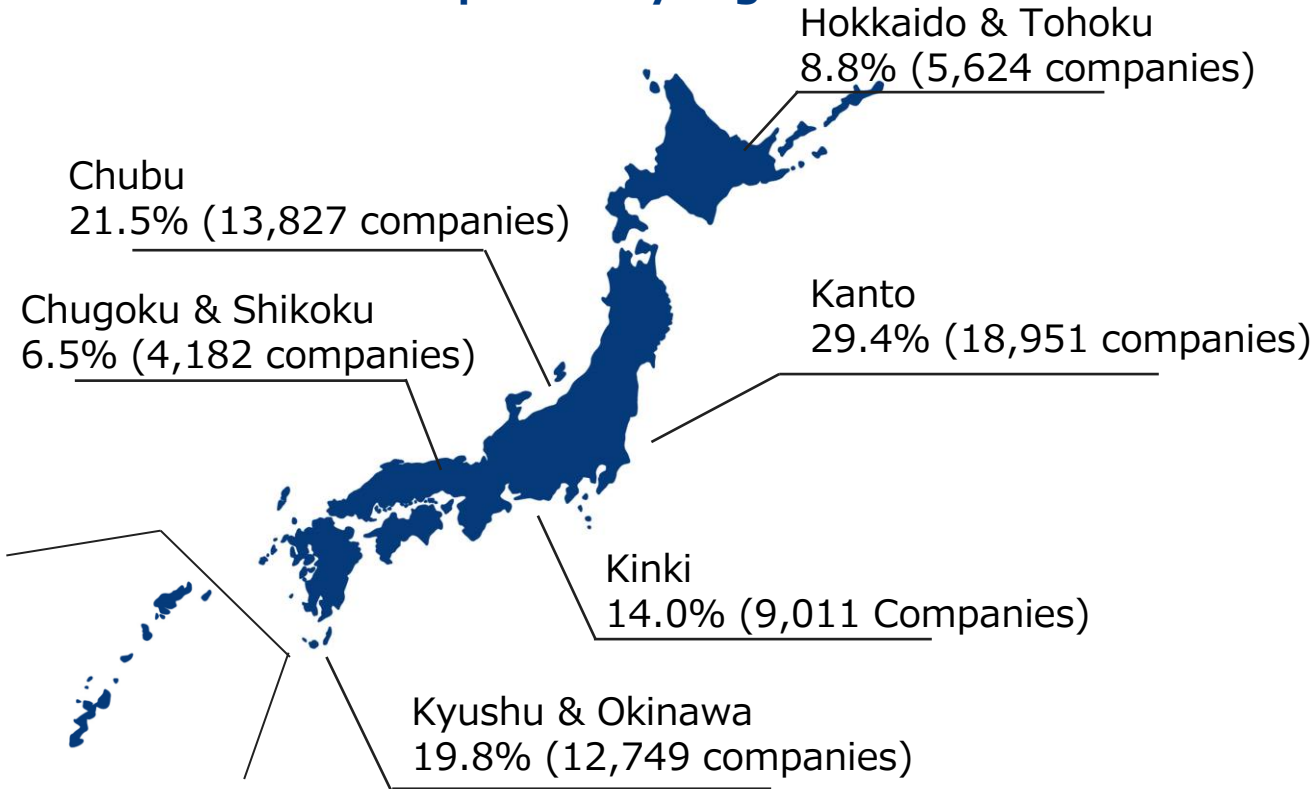 Hokkaido & Tohoku
8.8% (5,624 companies)
Chubu
21.5% (13,827 companies)
Kanto
29.4% (18,951 companies)
Chugoku & Shikoku
6.5% (4,182 companies)
Kinki
14.0% (9,011 Companies)
Kyushu & Okinawa
19.8% (12,749 companies)